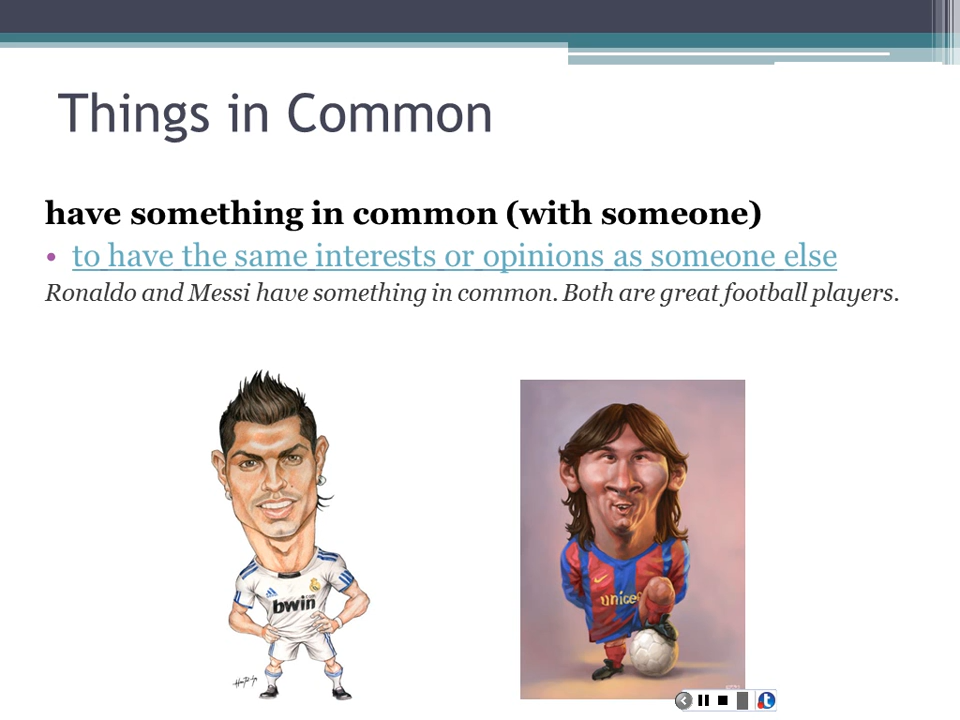 Things in Common
have something in common (with someone)
• to have the same interests or opinions as someone else
Ronaldo and Messi have something in common. Both are great football players.
bwin
unicef
t